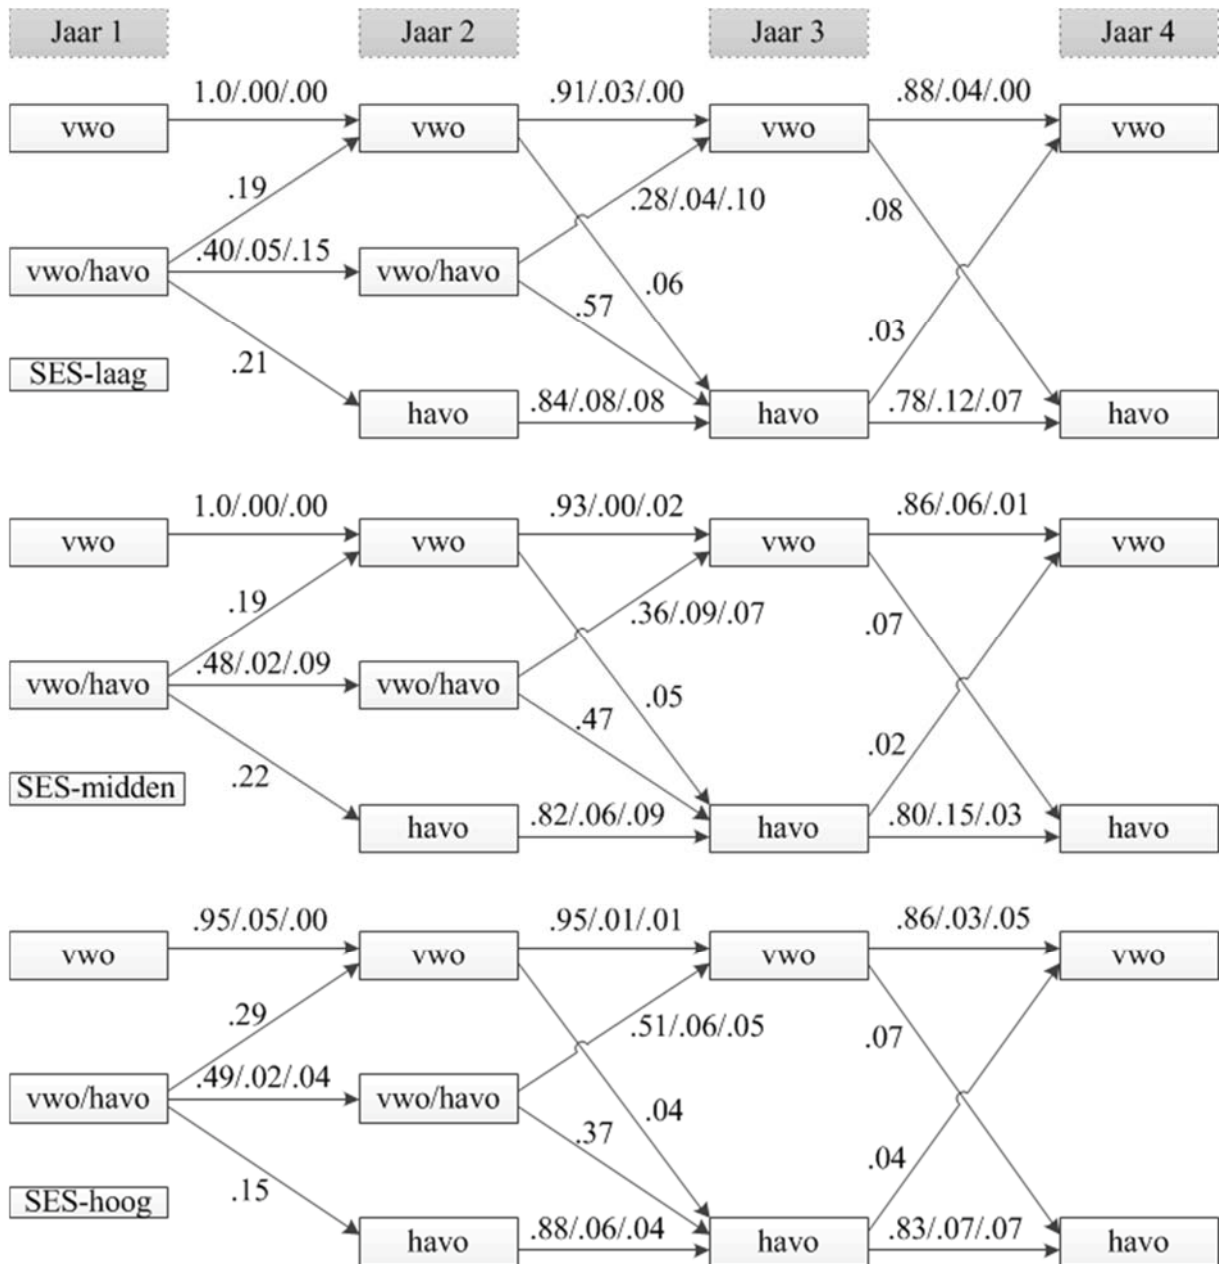 Jaar 1 Jaar 2 Jaar 3 Jaar 4
1.0/.00/.00 .91/.03/.00 .88/.04/.00
vwo vwo vwo vwo
.19 .28/.04/.10 .08
.40/.05/.15
vwo/havo vwo/havo
.06
.57 .03
.21
SES-laag
.84/.08/.08 .78/.12/.07
havo havo havo
1.0/.00/.00 .93/.00/.02 .86/.06/.01
vwo vwo vwo vwo
.19 .36/.09/.07 .07
.48/.02/.09
vwo/havo vwo/havo
.05
.47 .02
.22
SES-midden
.82/.06/.09 .80/.15/.03
havo havo havo
.95/.05/.00 .95/.01/.01 .86/.03/.05
vwo vwo vwo vwo
.29 .51/.06/.05 .07
.49/.02/.04
vwo/havo vwo/havo
.04
.37 .04
.15
SES-hoog
.88/.06/.04 .83/.07/.07
havo havo havo